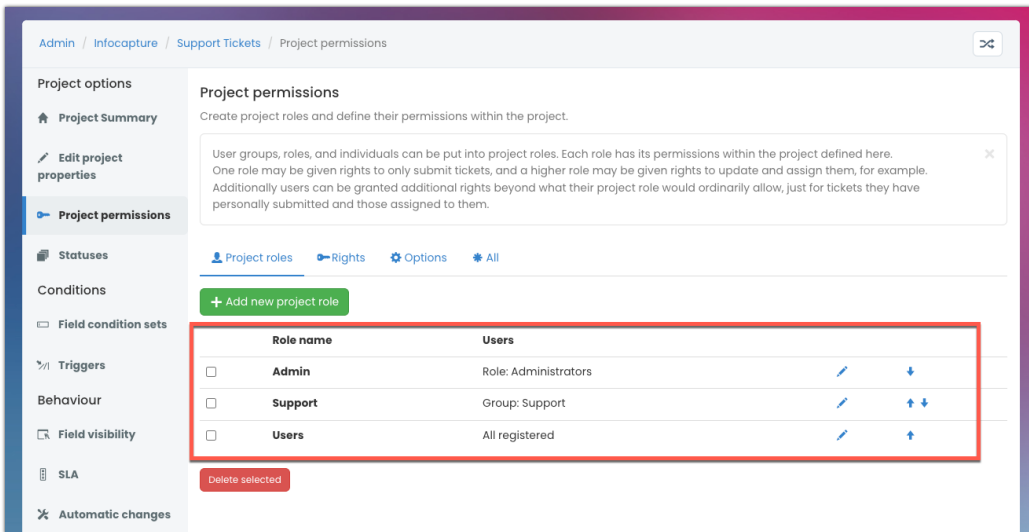 Admin / Infocapture / Support Tickets / Project permissions
Project options
Project Summary
Edit project
properties
Project permissions
Statuses
Conditions
Field condition sets
Triggers
Behaviour
Field visibility
SLA
Automatic changes
Project permissions
Create project roles and define their permissions within the project.
User groups, roles, and individuals can be put into project roles. Each role has its permissions within the project defined here.
One role may be given rights to only submit tickets, and a higher role may be given rights to update and assign them, for example.
Additionally users can be granted additional rights beyond what their project role would ordinarily allow, just for tickets they have
personally submitted and those assigned to them.
Project roles Rights Options All
+ Add new project role
Role name Users
Admin Role: Administrators
Support Group: Support
Users All registered
Delete selected